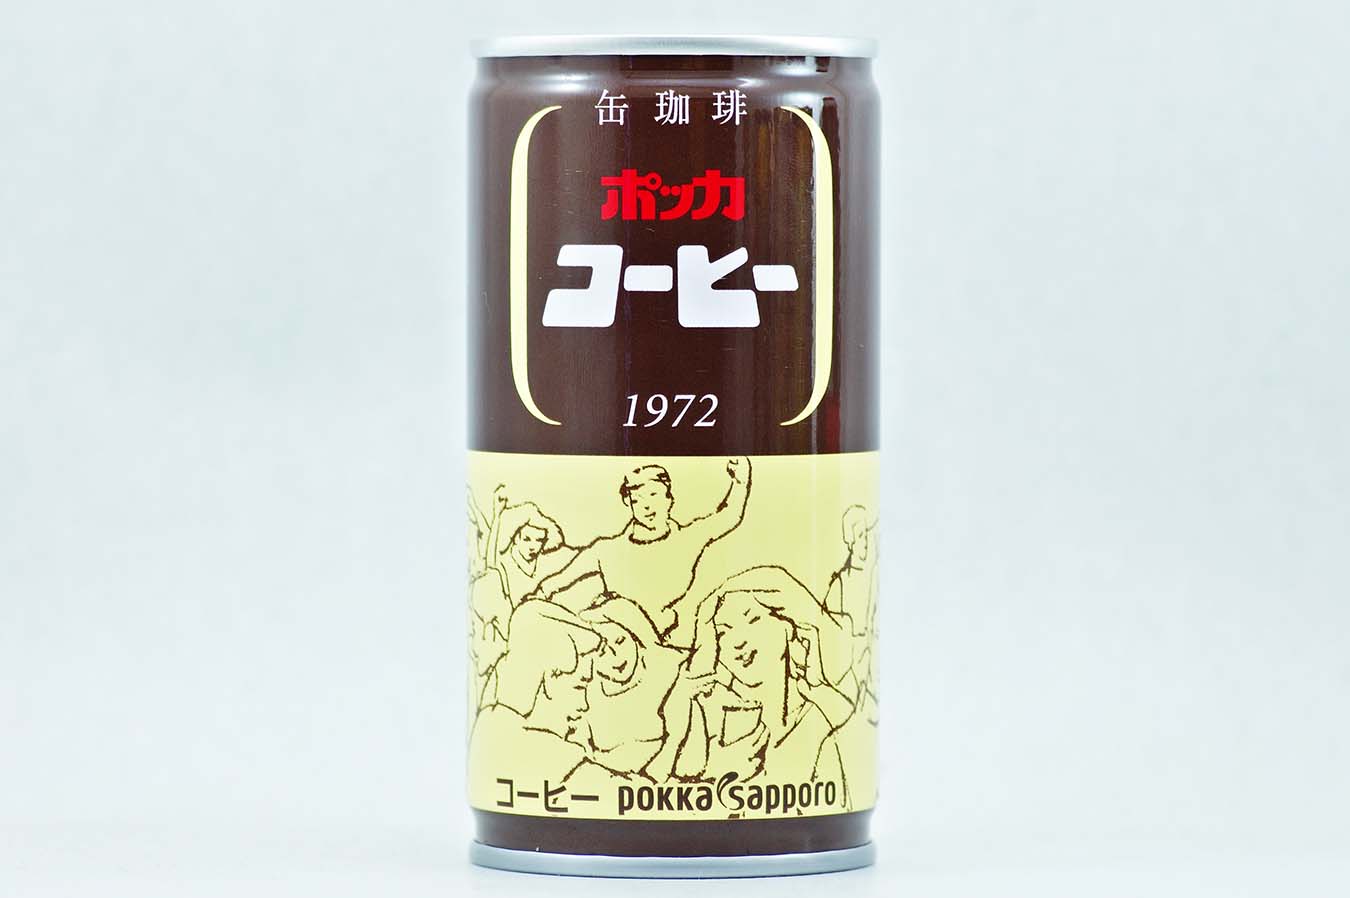 缶珈琲
ポッカ
コーヒー
1972
コーヒー pokka sapporo